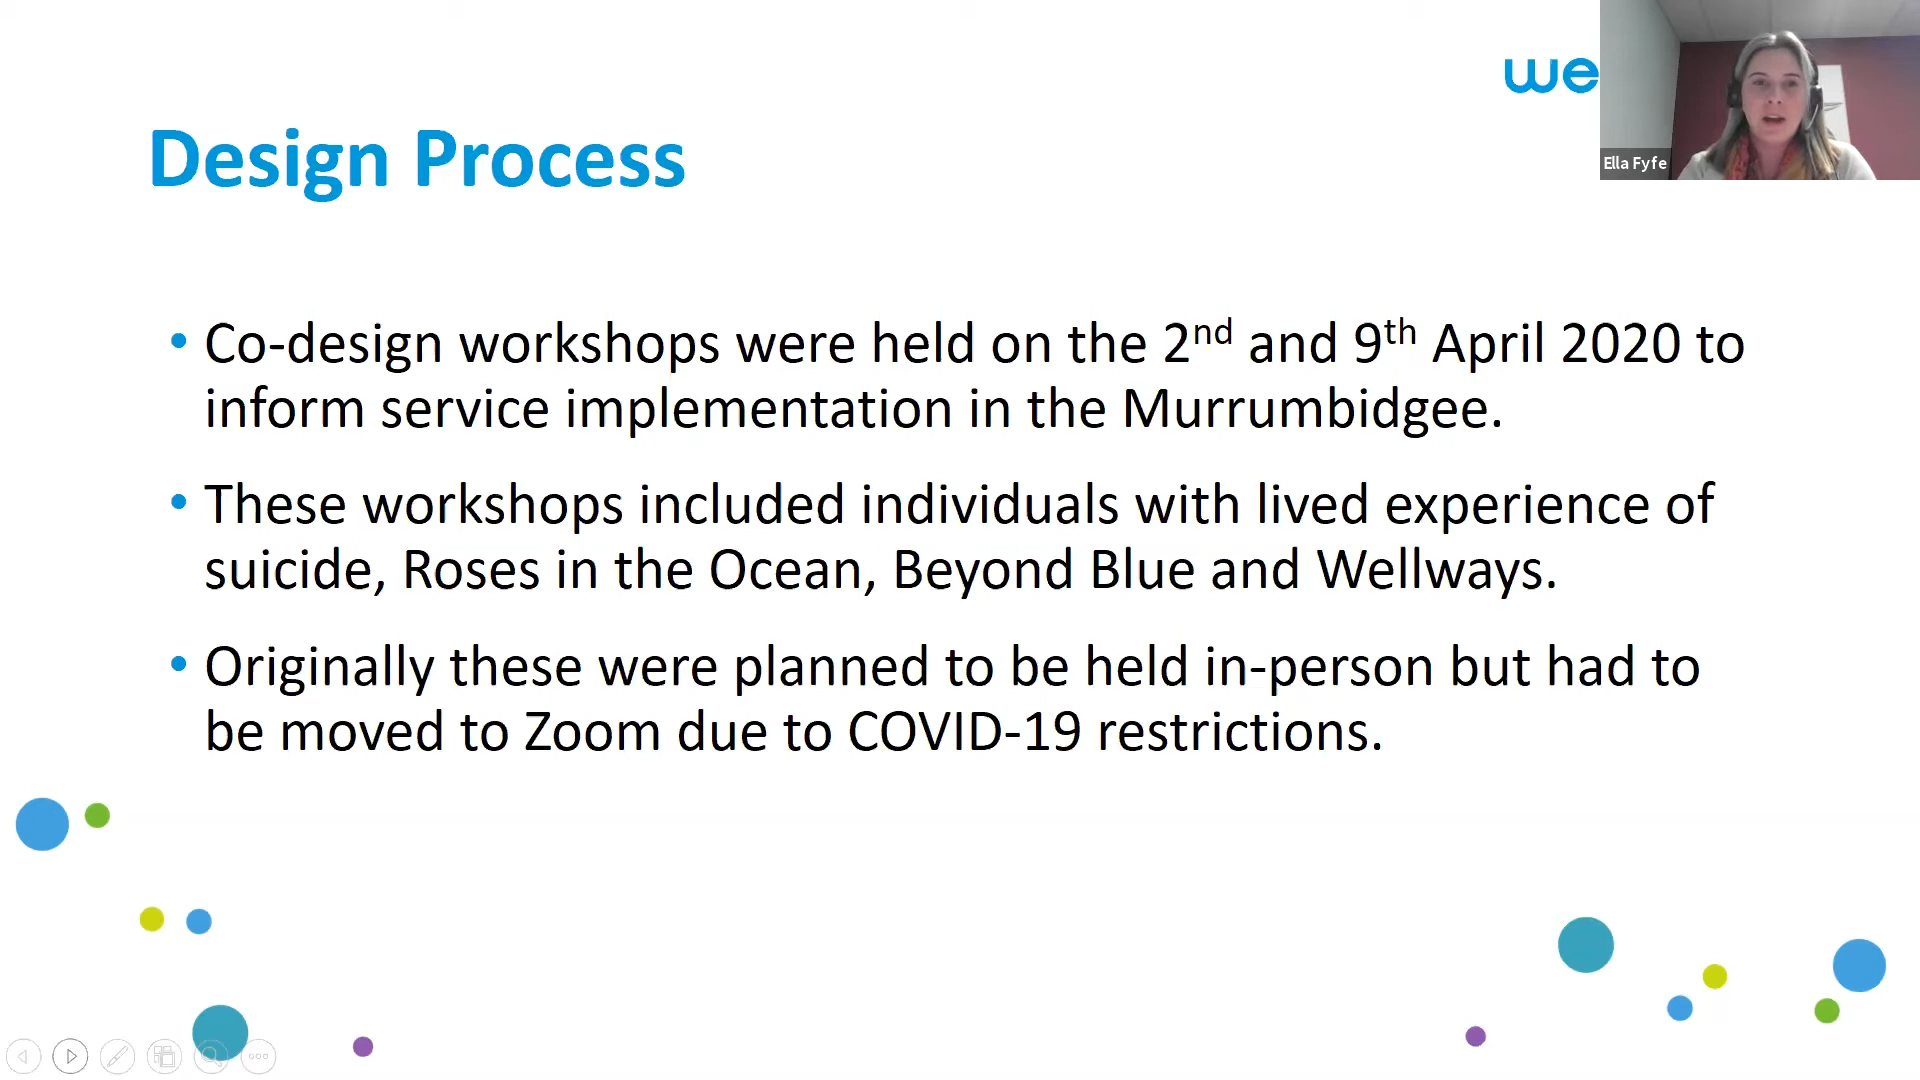 we
Ella Fyfe
Design Process
• Co-design workshops were held on the 2nd and 9th April 2020 to
inform service implementation in the Murrumbidgee.
• These workshops included individuals with lived experience of
suicide, Roses in the Ocean, Beyond Blue and Wellways.
• Originally these were planned to be held in-person but had to
be moved to Zoom due to COVID-19 restrictions.